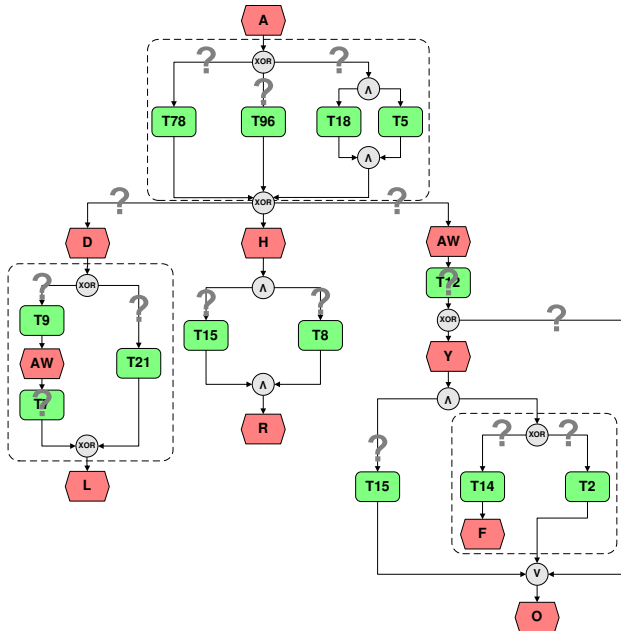 A
XOR
? ?
?
T78 T96 T18 T5
Λ
Λ
XOR
? ?
D H AW
XOR Λ T12
?
? ? ? ?
T9 XOR ?
T15 T8 T21
AW Y
?
Λ Λ
XOR R
? XOR ? ?
L T15 T14 T2
F
V
O